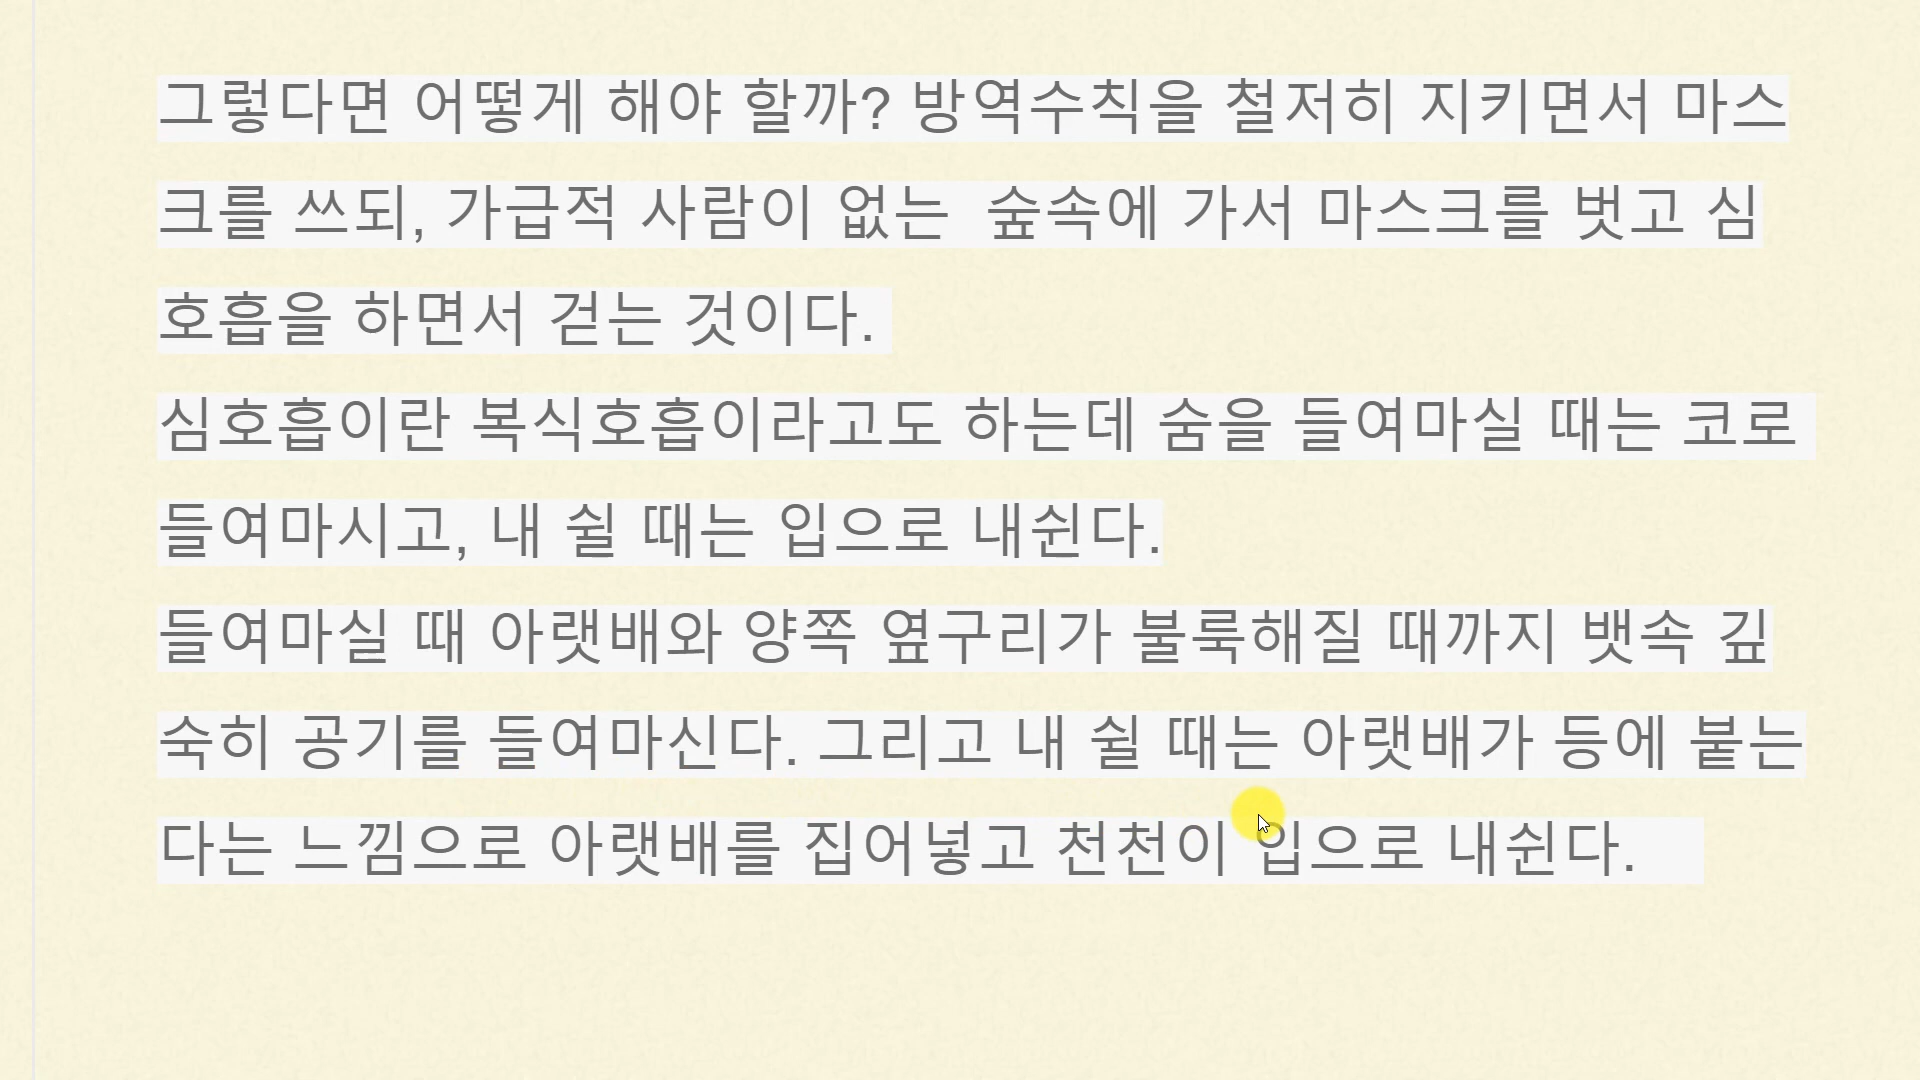 그렇다면 어떻게 해야 할까? 방역수칙을 철저히 지키면서 마스
크를 쓰되, 가급적 사람이 없는 숲속에 가서 마스크를 벗고 심
호흡을 하면서 걷는 것이다.
심호흡이란 복식호흡이라고도 하는데 숨을 들여마실 때는 코로
들여마시고, 내 쉴 때는 입으로 내쉰다.
들여마실 때 아랫배와 양쪽 옆구리가 불룩해질 때까지 뱃속 깊
숙히 공기를 들여마신다. 그리고 내 쉴 때는 아랫배가 등에 붙는
다는 느낌으로 아랫배를 집어넣고 천천이 입으로 내쉰다.